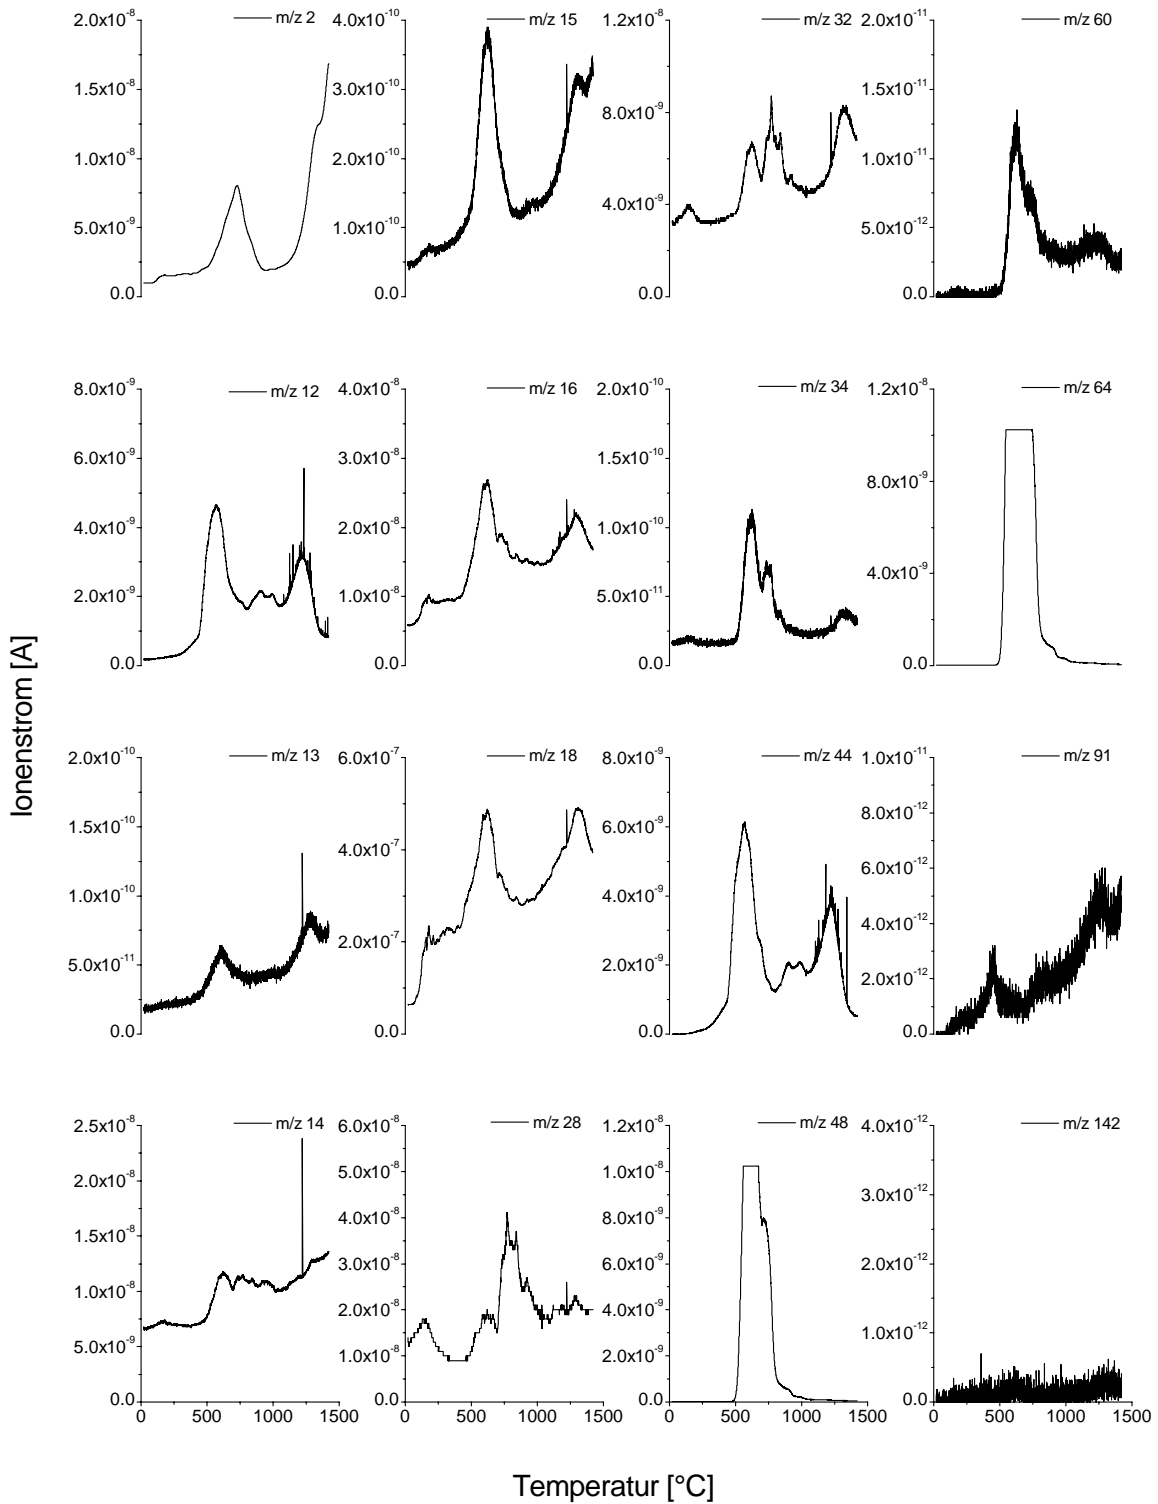 Ionenstrom [A]
m/z 2
2.0x10⁻⁸
1.5x10⁻⁸
1.0x10⁻⁸
5.0x10⁻⁹
0.0
m/z 15
4.0x10⁻¹⁰
3.0x10⁻¹⁰
2.0x10⁻¹⁰
1.0x10⁻¹⁰
0.0
m/z 32
1.2x10⁻⁸
8.0x10⁻⁹
4.0x10⁻⁹
0.0
m/z 60
2.0x10⁻¹¹
1.5x10⁻¹¹
1.0x10⁻¹¹
5.0x10⁻¹²
0.0
m/z 12
8.0x10⁻⁹
6.0x10⁻⁹
4.0x10⁻⁹
2.0x10⁻⁹
0.0
m/z 16
4.0x10⁻⁸
3.0x10⁻⁸
2.0x10⁻⁸
1.0x10⁻⁸
0.0
m/z 34
2.0x10⁻¹⁰
1.5x10⁻¹⁰
1.0x10⁻¹⁰
5.0x10⁻¹¹
0.0
m/z 64
1.2x10⁻⁸
8.0x10⁻⁹
4.0x10⁻⁹
0.0
m/z 13
2.0x10⁻¹⁰
1.5x10⁻¹⁰
1.0x10⁻¹⁰
5.0x10⁻¹¹
0.0
m/z 18
6.0x10⁻⁷
4.0x10⁻⁷
2.0x10⁻⁷
0.0
m/z 44
8.0x10⁻⁹
6.0x10⁻⁹
4.0x10⁻⁹
2.0x10⁻⁹
0.0
m/z 91
1.0x10⁻¹¹
8.0x10⁻¹²
6.0x10⁻¹²
4.0x10⁻¹²
2.0x10⁻¹²
0.0
m/z 14
2.5x10⁻⁸
2.0x10⁻⁸
1.5x10⁻⁸
1.0x10⁻⁸
5.0x10⁻⁹
0.0
0 500 1000 1500
m/z 28
6.0x10⁻⁸
5.0x10⁻⁸
4.0x10⁻⁸
3.0x10⁻⁸
2.0x10⁻⁸
1.0x10⁻⁸
0 500 1000 1500
m/z 48
1.2x10⁻⁸
1.0x10⁻⁸
8.0x10⁻⁹
6.0x10⁻⁹
4.0x10⁻⁹
2.0x10⁻⁹
0.0
0 500 1000 1500
m/z 142
4.0x10⁻¹²
3.0x10⁻¹²
2.0x10⁻¹²
1.0x10⁻¹²
0.0
0 500 1000 1500
Temperatur [°C]